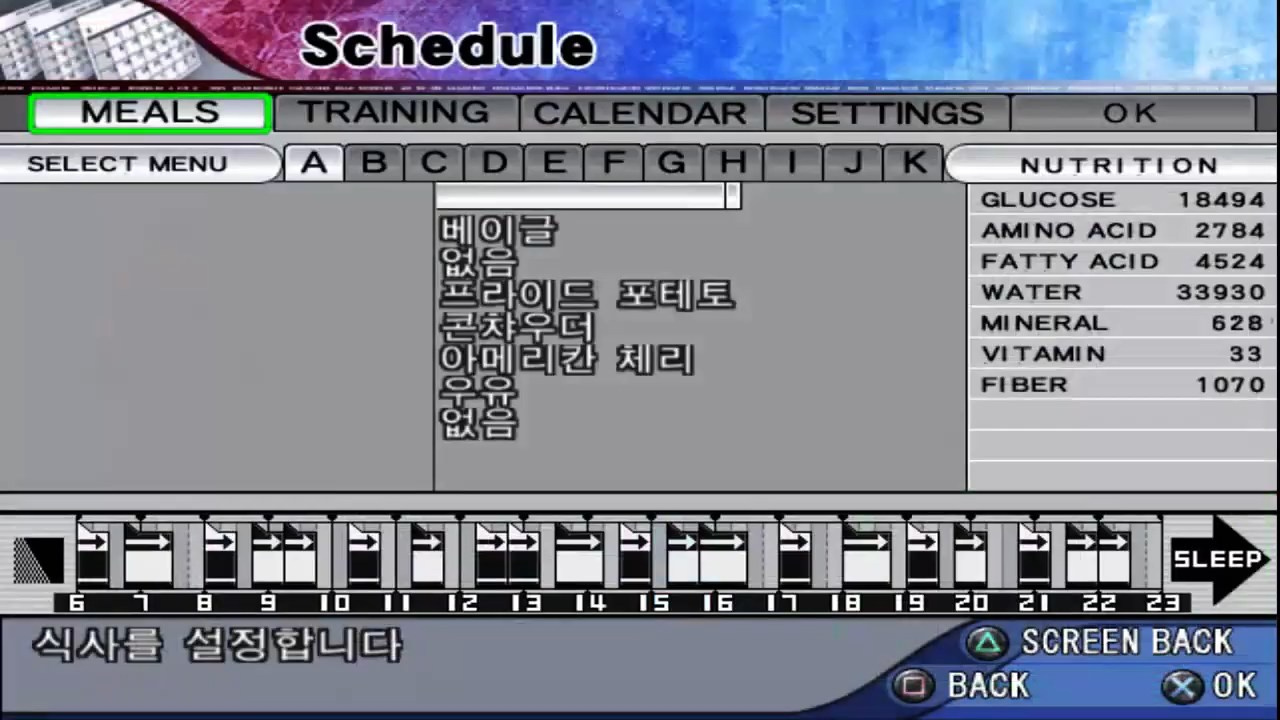 Schedule
MEALS TRAINING CALENDAR SETTINGS OK
SELECT MENU A B C D E F G H I J K NUTRITION
GLUCOSE 18494
베이글
AMINO ACID 2784
없음
FATTY ACID 4524
프라이드 포테토
WATER 33930
콘챠우더
MINERAL 628
아메리칸 체리
VITAMIN 33
우유
FIBER 1070
없음
SLEEP
6 7 8 9 10 11 12 13 14 15 16 17 18 19 20 21 22 23
식사를 설정합니다
SCREEN BACK
BACK OK